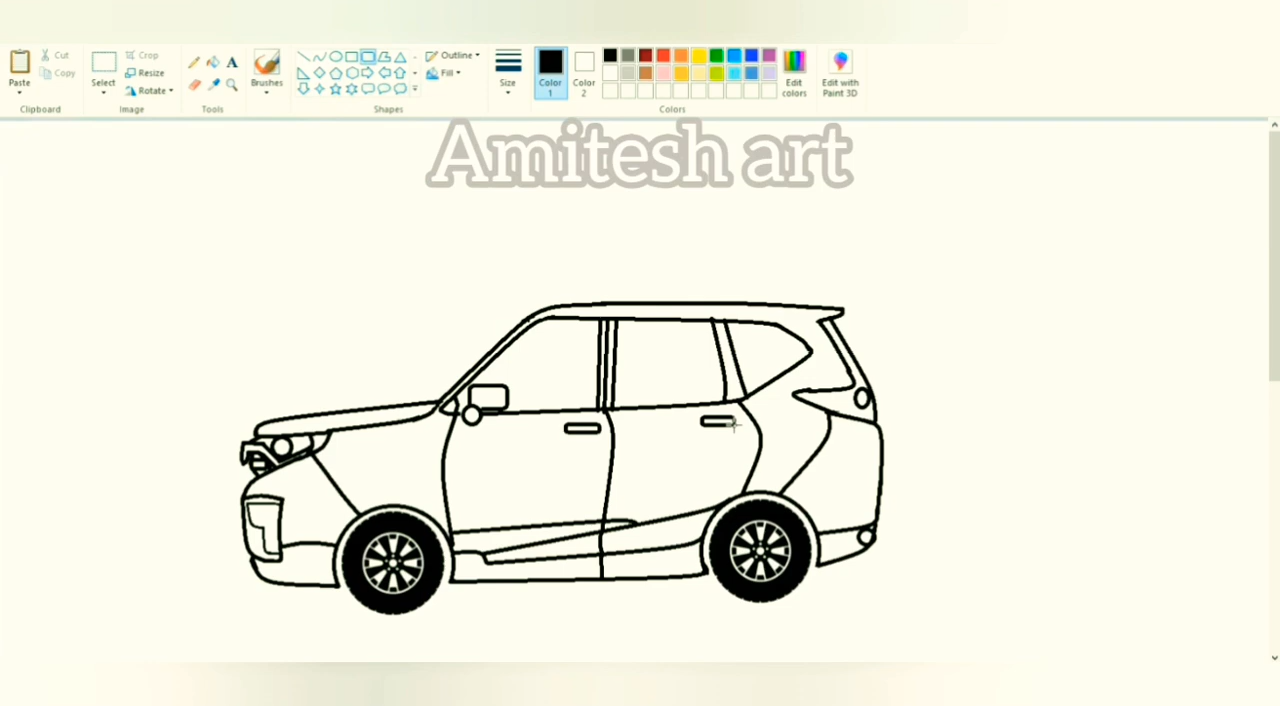 Paste
Cut
Copy
Clipboard
Select
Crop
Resize
Rotate
Image
Tools
Brushes
Shapes
Outline
Fill
Size
Color 1
Color 2
Edit colors
Colors
Edit with Paint 3D
Amitesh art